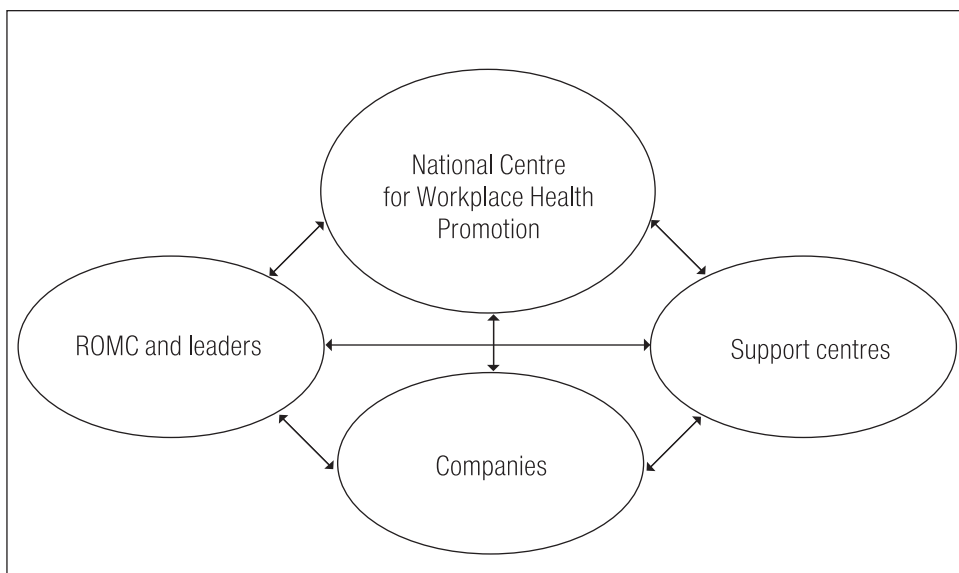 National Centre
for Workplace Health
Promotion
ROMC and leaders
Support centres
Companies